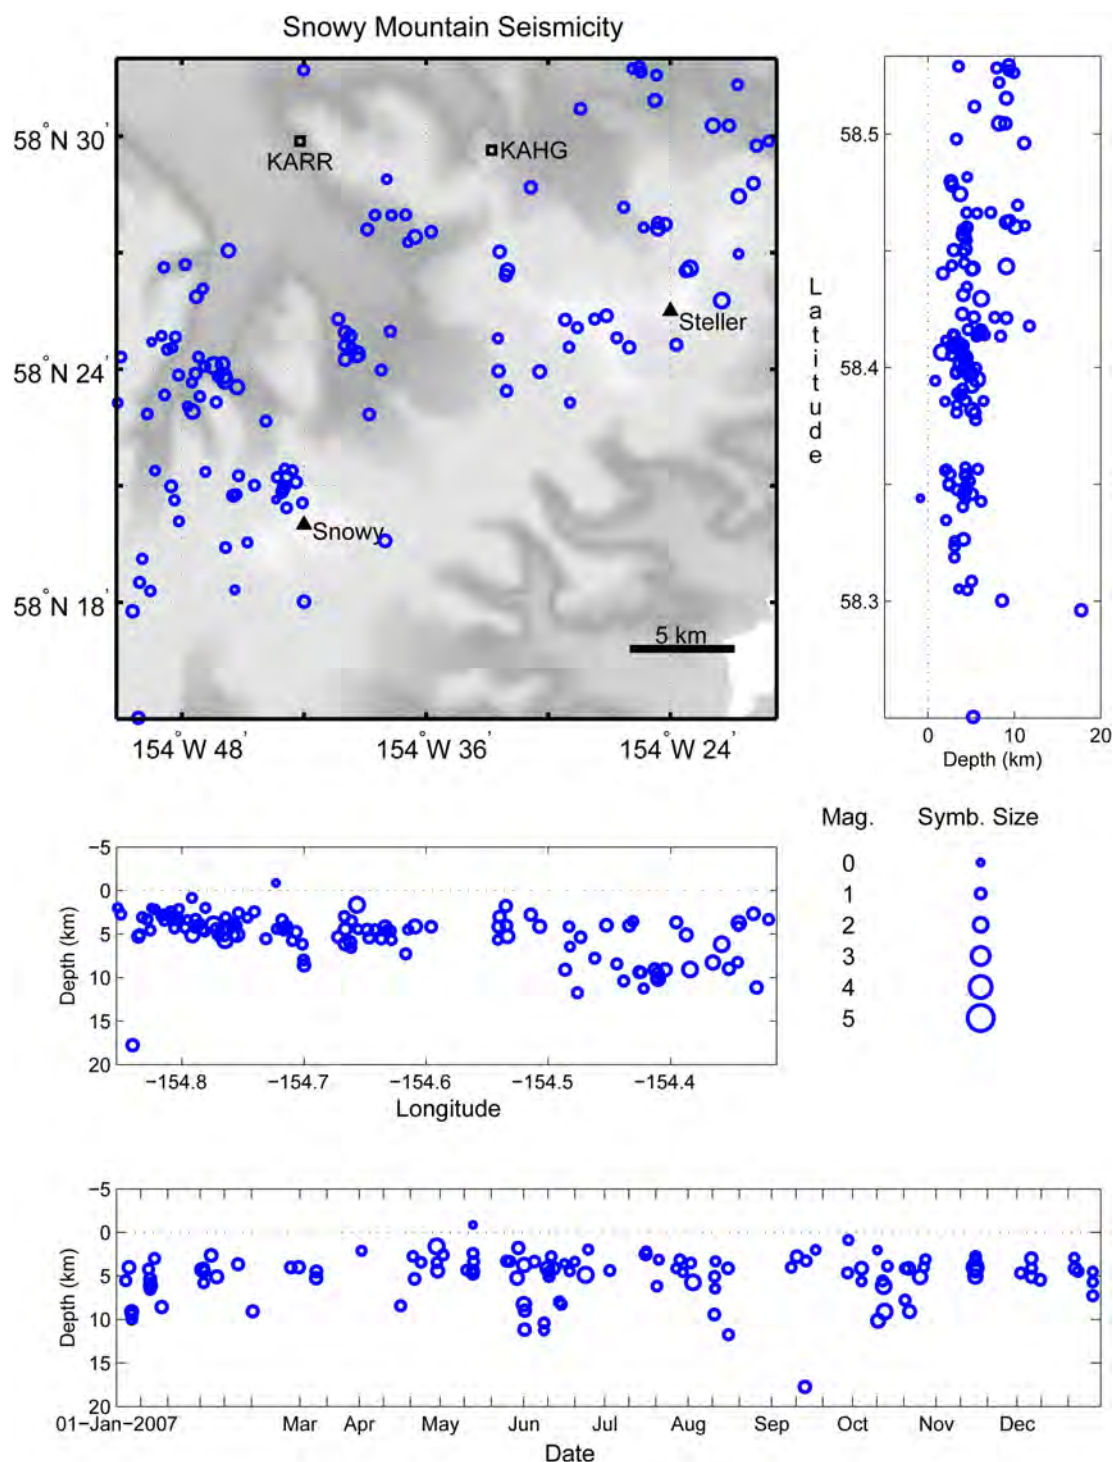 Snowy Mountain Seismicity
58°N 30'
58°N 24'
58°N 18'
KARR
KAHG
Steller
Snowy
5 km
154°W 48'
154°W 36'
154°W 24'
Latitude
58.5
58.4
58.3
0 10 20
Depth (km)
Mag. Symb. Size
0
1
2
3
4
5
Depth (km)
−5
0
5
10
15
20
−154.8 −154.7 −154.6 −154.5 −154.4
Longitude
Depth (km)
−5
0
5
10
15
20
01−Jan−2007 Mar Apr May Jun Jul Aug Sep Oct Nov Dec
Date